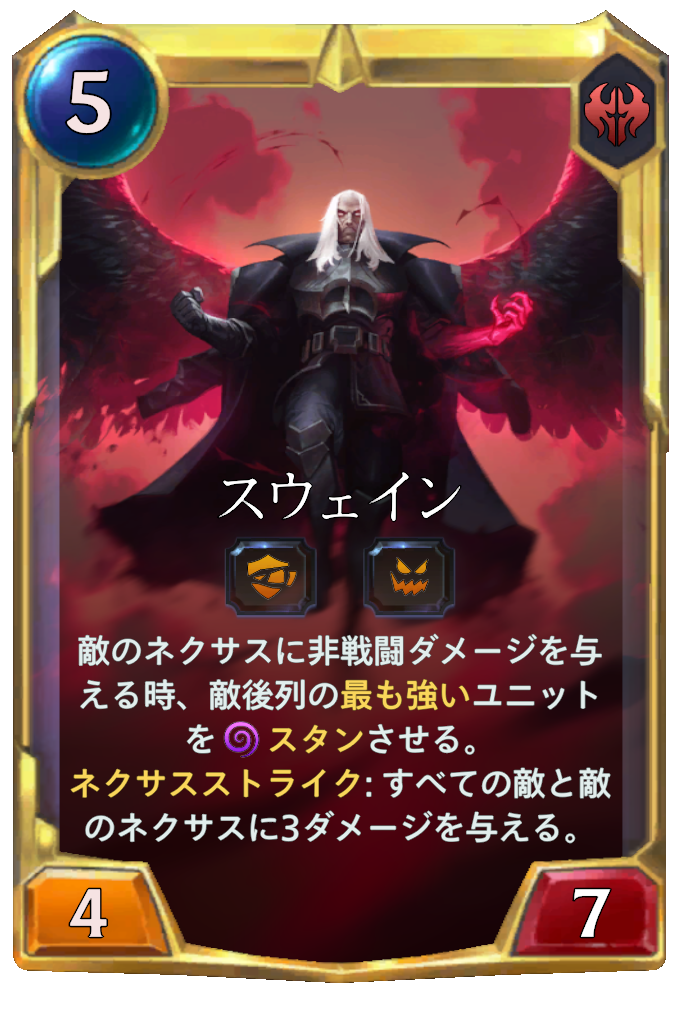 5
スウェイン
敵のネクサスに非戦闘ダメージを与
える時、敵後列の最も強いユニット
を スタンさせる。
ネクサスストライク: すべての敵と敵
のネクサスに3ダメージを与える。
4
7